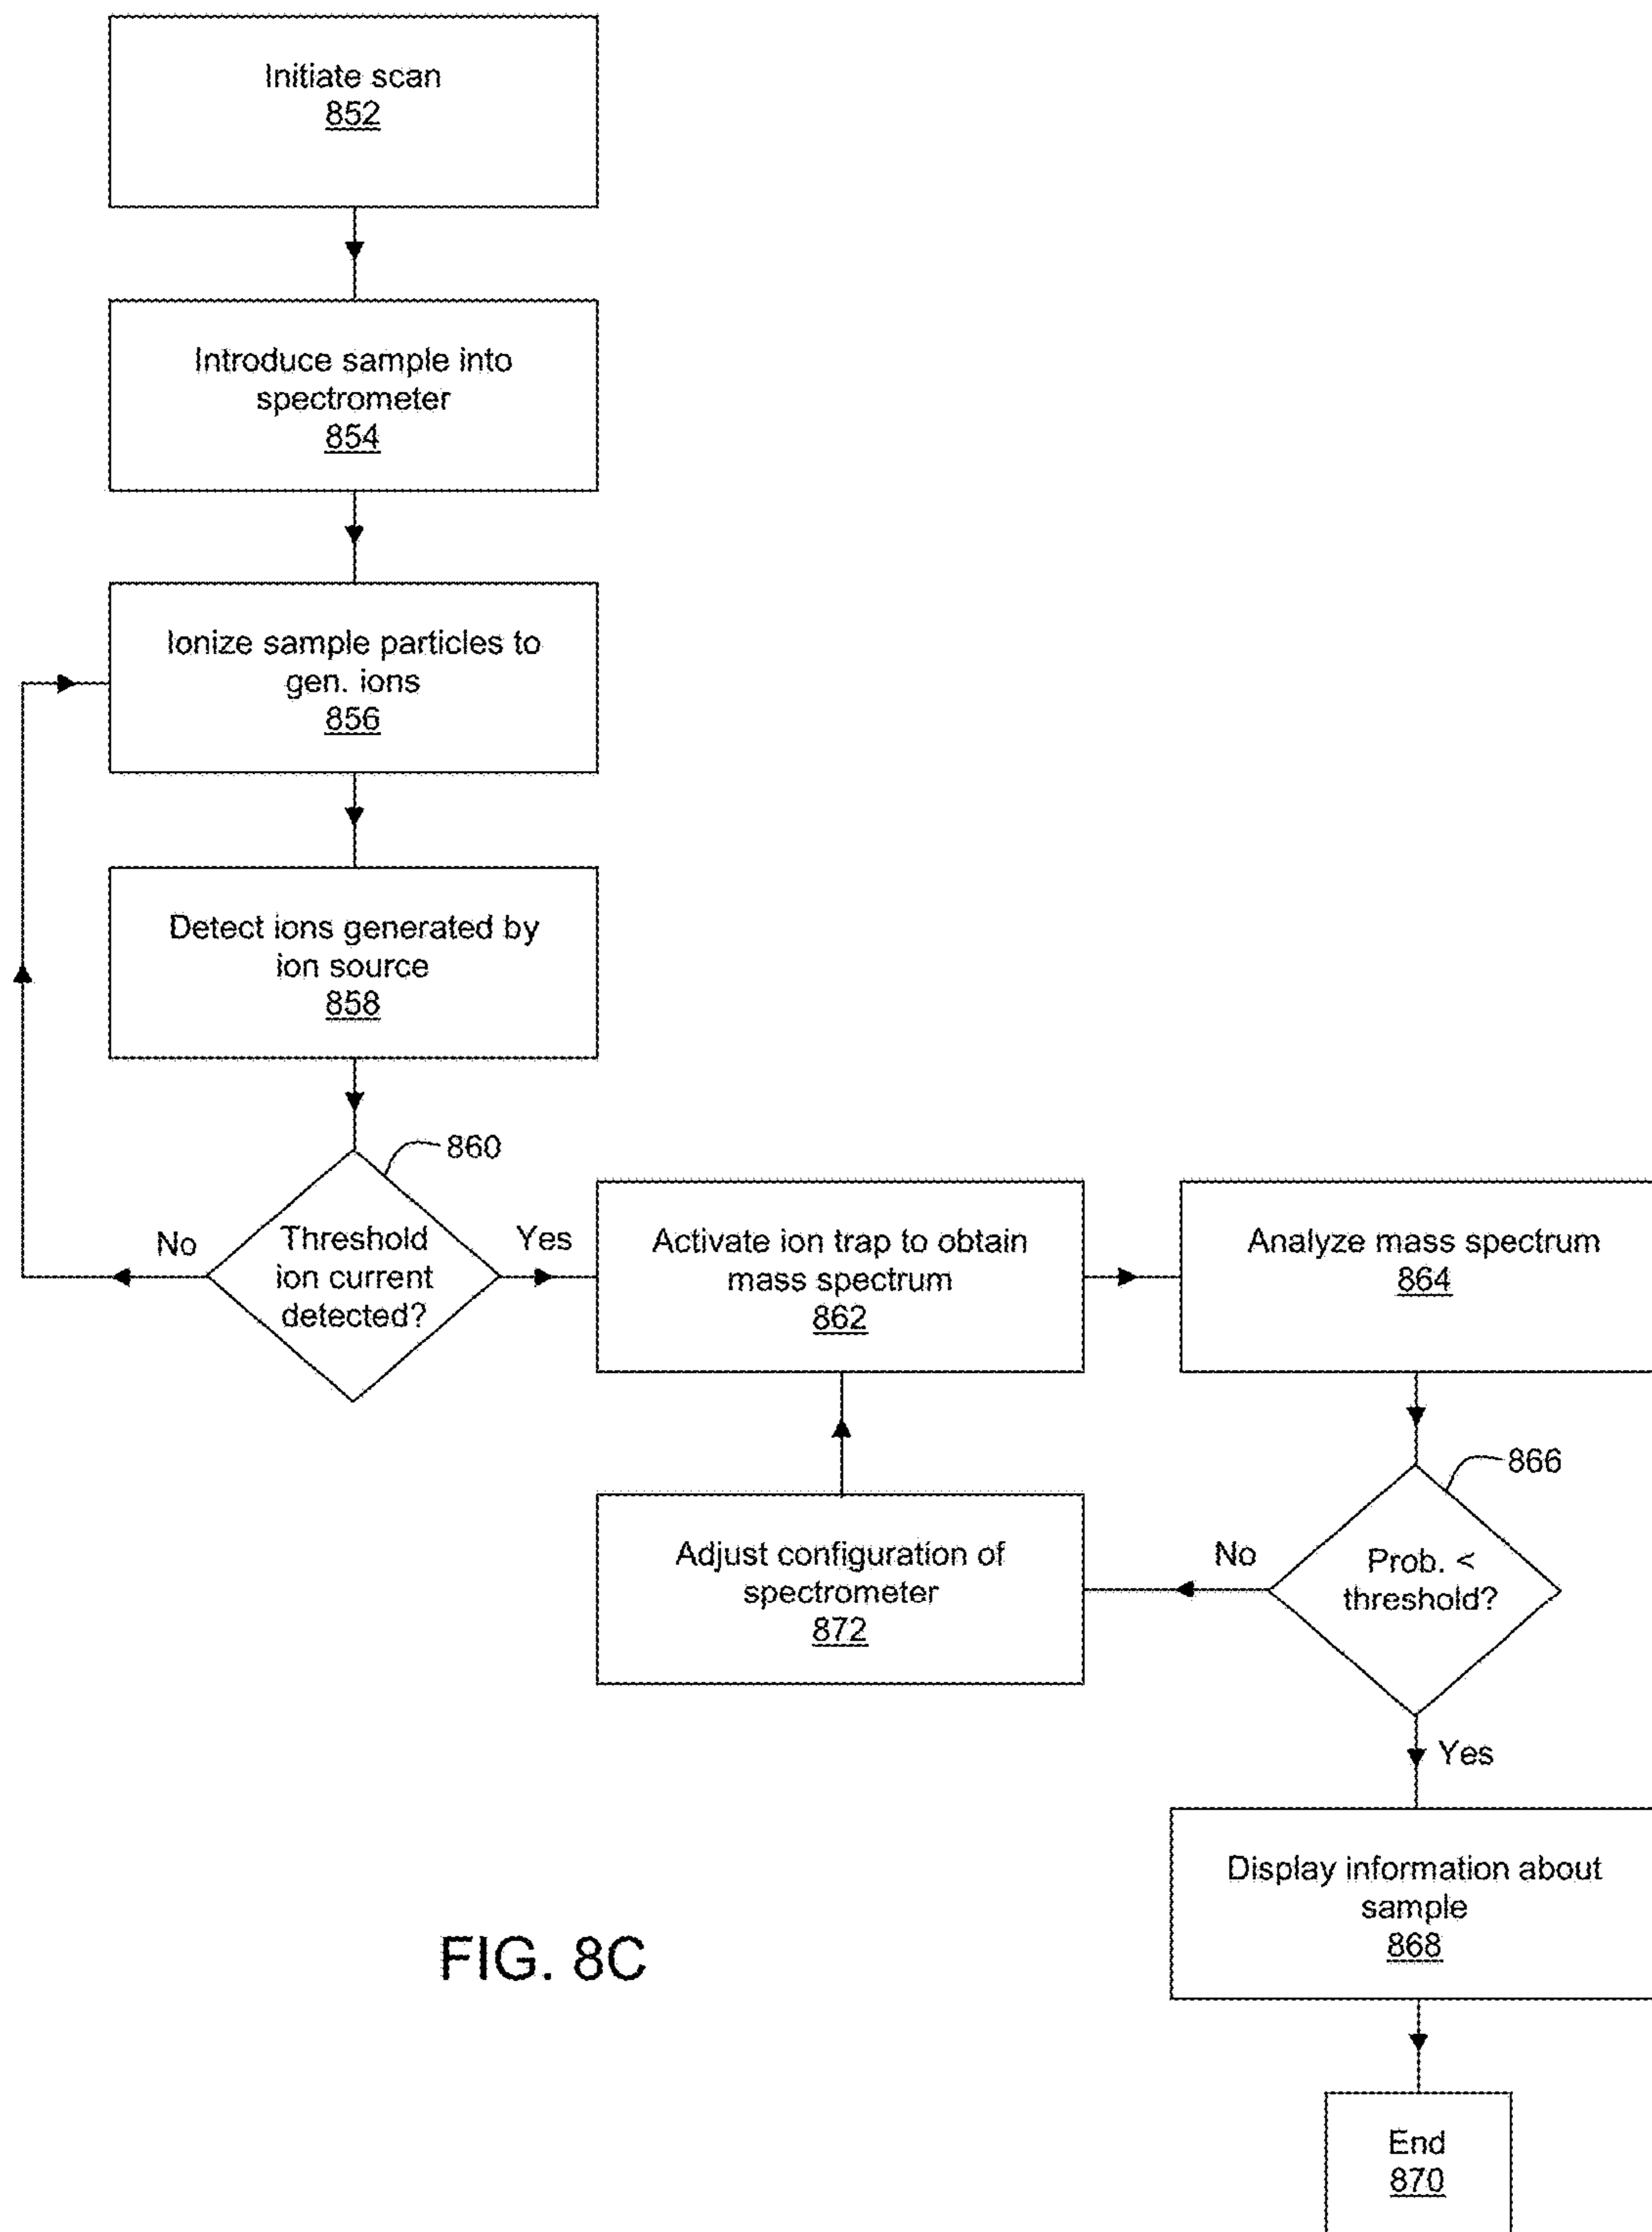 Initiate scan
852
Introduce sample into
spectrometer
854
Ionize sample particles to
gen. ions
856
Detect ions generated by
ion source
858
860
Threshold
ion current
detected?
No
Yes
Activate ion trap to obtain
mass spectrum
862
Analyze mass spectrum
864
866
Prob. <
threshold?
No
Adjust configuration of
spectrometer
872
Yes
Display information about
sample
868
End
870
FIG. 8C